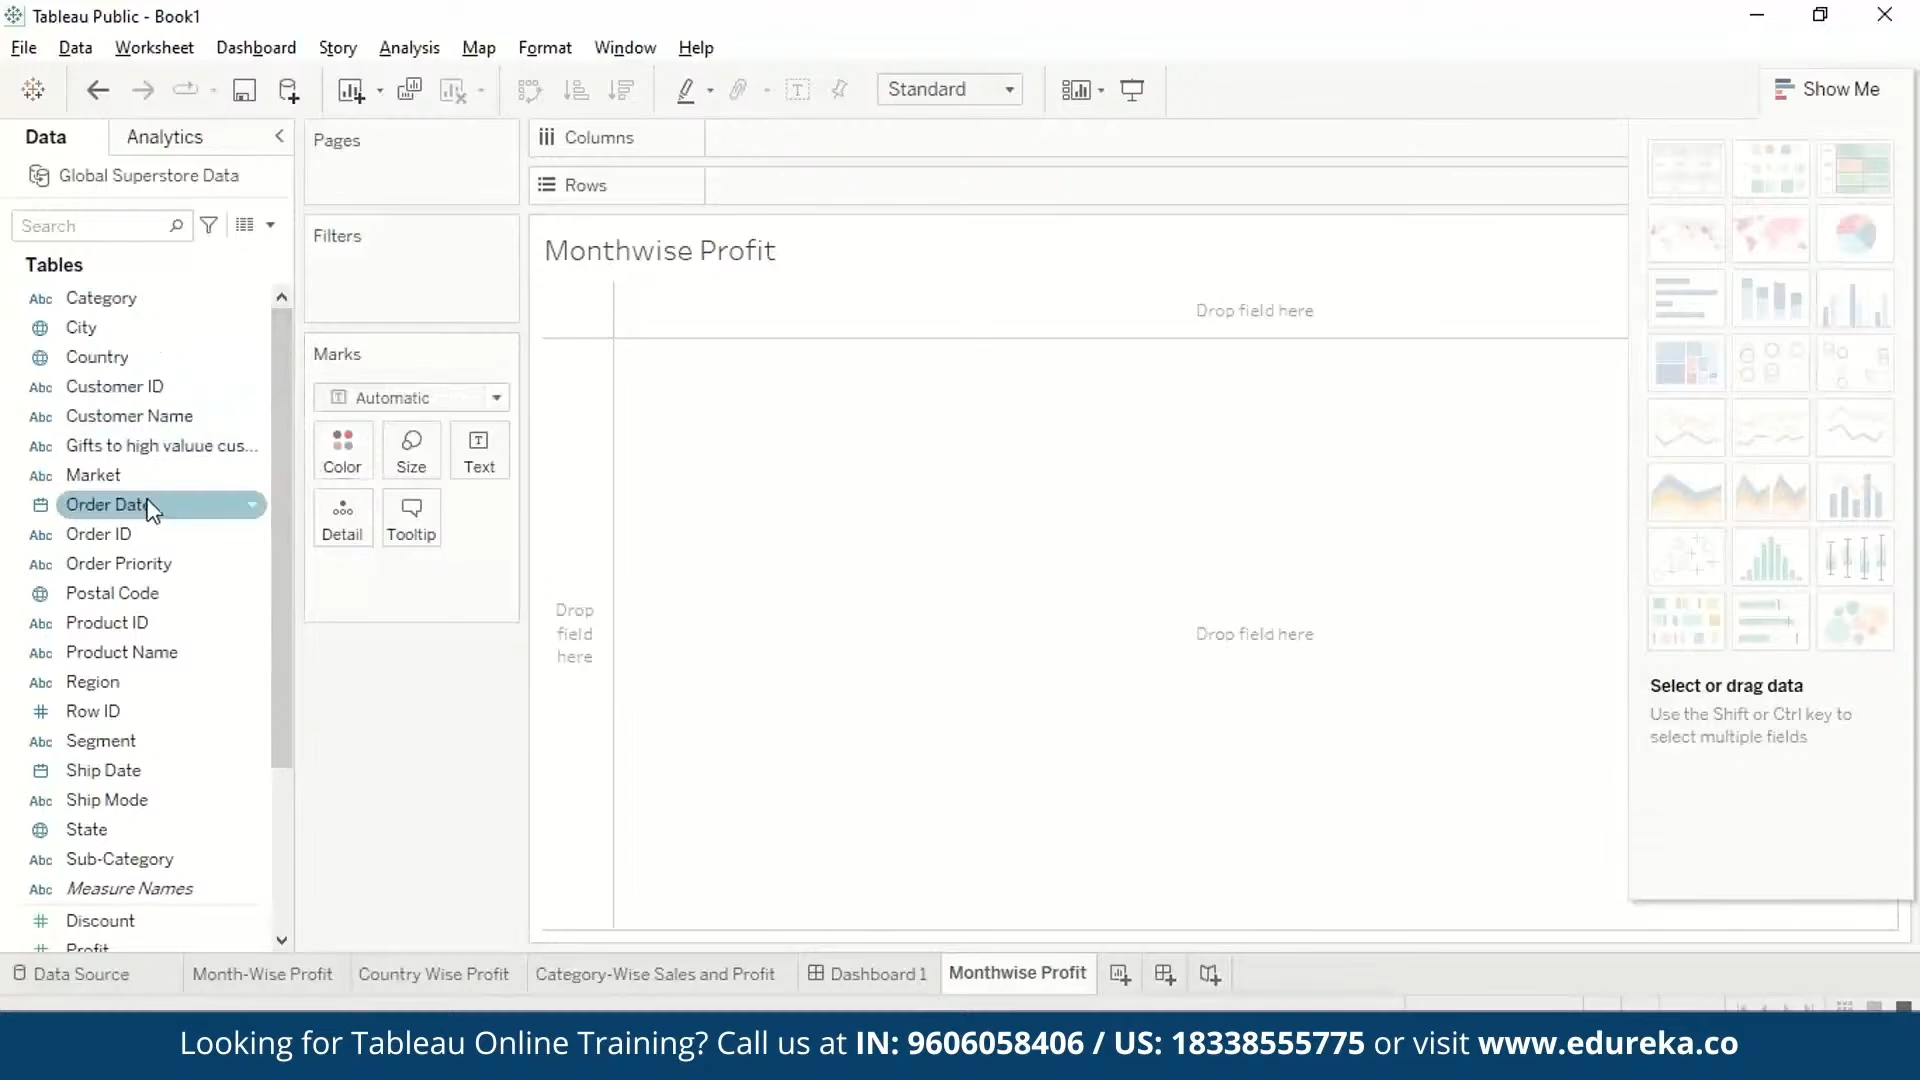 Tableau Public - Book1
File Data Worksheet Dashboard Story Analysis Map Format Window Help
Standard
Show Me
Data Analytics
Global Superstore Data
Search
Tables
Abc Category
City
Country
Abc Customer ID
Abc Customer Name
Abc Gifts to high valuue cus...
Abc Market
Order Date
Abc Order ID
Abc Order Priority
Postal Code
Abc Product ID
Abc Product Name
Abc Region
# Row ID
Abc Segment
Ship Date
Abc Ship Mode
State
Abc Sub-Category
Abc Measure Names
# Discount
# Profit
Pages
Filters
Marks
Automatic
Color Size Text
Detail Tooltip
Columns
Rows
Monthwise Profit
Drop field here
Drop
field
here
Drop field here
Select or drag data
Use the Shift or Ctrl key to
select multiple fields
Data Source Month-Wise Profit Country Wise Profit Category-Wise Sales and Profit Dashboard 1 Monthwise Profit
Looking for Tableau Online Training? Call us at IN: 9606058406 / US: 18338555775 or visit www.edureka.co